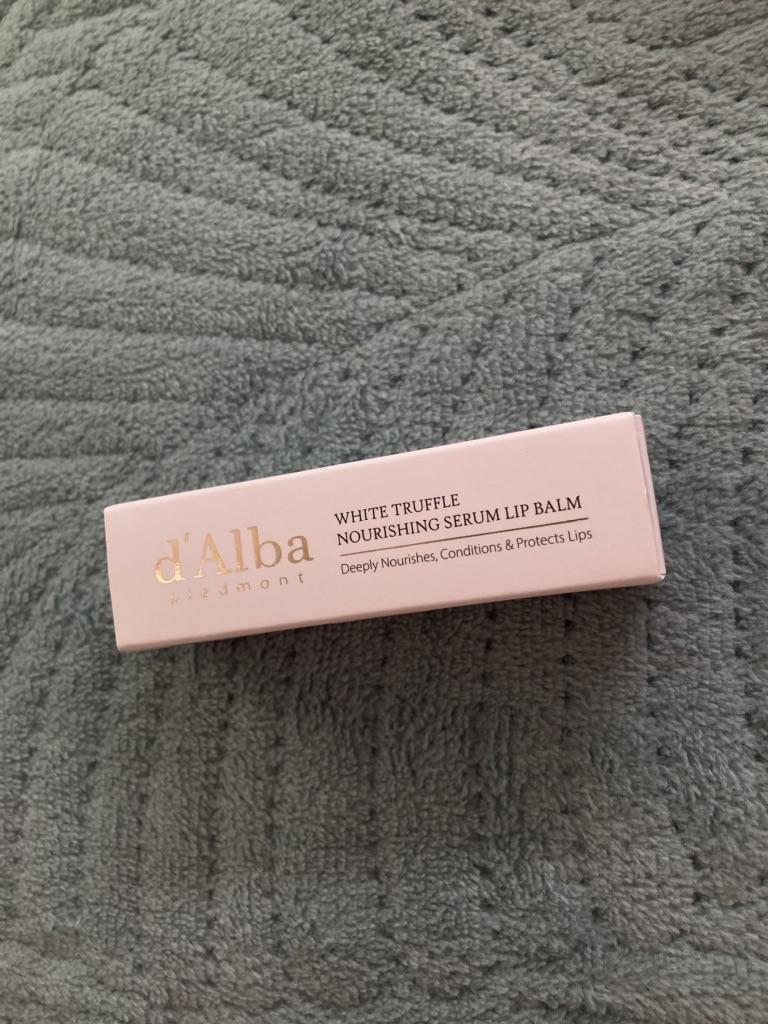 d'Alba
piedmont
WHITE TRUFFLE
NOURISHING SERUM LIP BALM
Deeply Nourishes, Conditions & Protects Lips